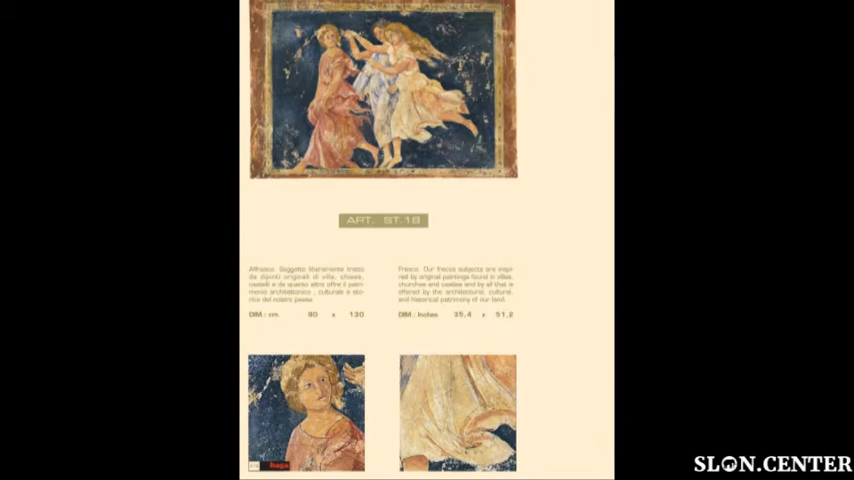 ART. ST.18
Affresco. Soggetto liberamente tratto
da dipinti originali di ville, chiese,
castelli e da quanto altro offre il patri-
monio architettonico , culturale e sto-
rico del nostro paese
Fresco. Our frecos subjects are inspi-
red by original paintings found in villas,
churches and castles and by all that is
offered by the architectural, cultural,
and historical patrimony of our land.
DIM.: cm. 90 x 130
DIM.: Inches 35,4 x 51,2
SLON.CENTER